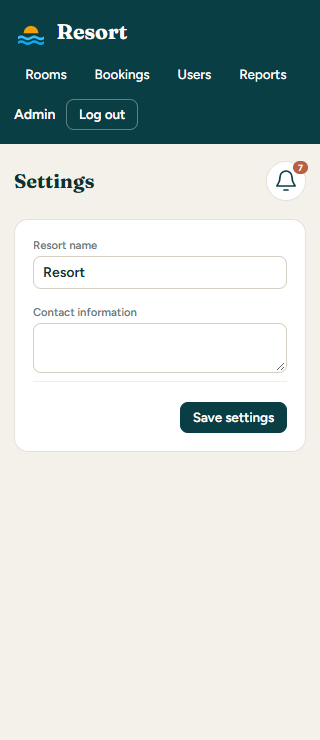 Resort
Rooms Bookings Users Reports
Admin Log out
Settings
7
Resort name
Resort
Contact information
Save settings